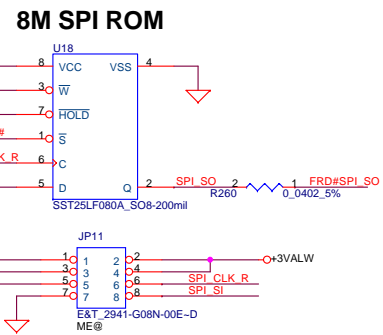 8M SPI ROM
U18
8 VCC VSS 4
3 W
7 HOLD
# 1 S
K_R 6 C
5 D Q 2 SPI_SO 2 1 FRD#SPI_SO
R260 0_0402_5%
SST25LF080A_SO8-200mil
JP11
1 1 2 2 +3VALW
3 3 4 4
5 5 6 6 SPI_CLK_R
7 7 8 8 SPI_SI
E&T_2941-G08N-00E~D
ME@